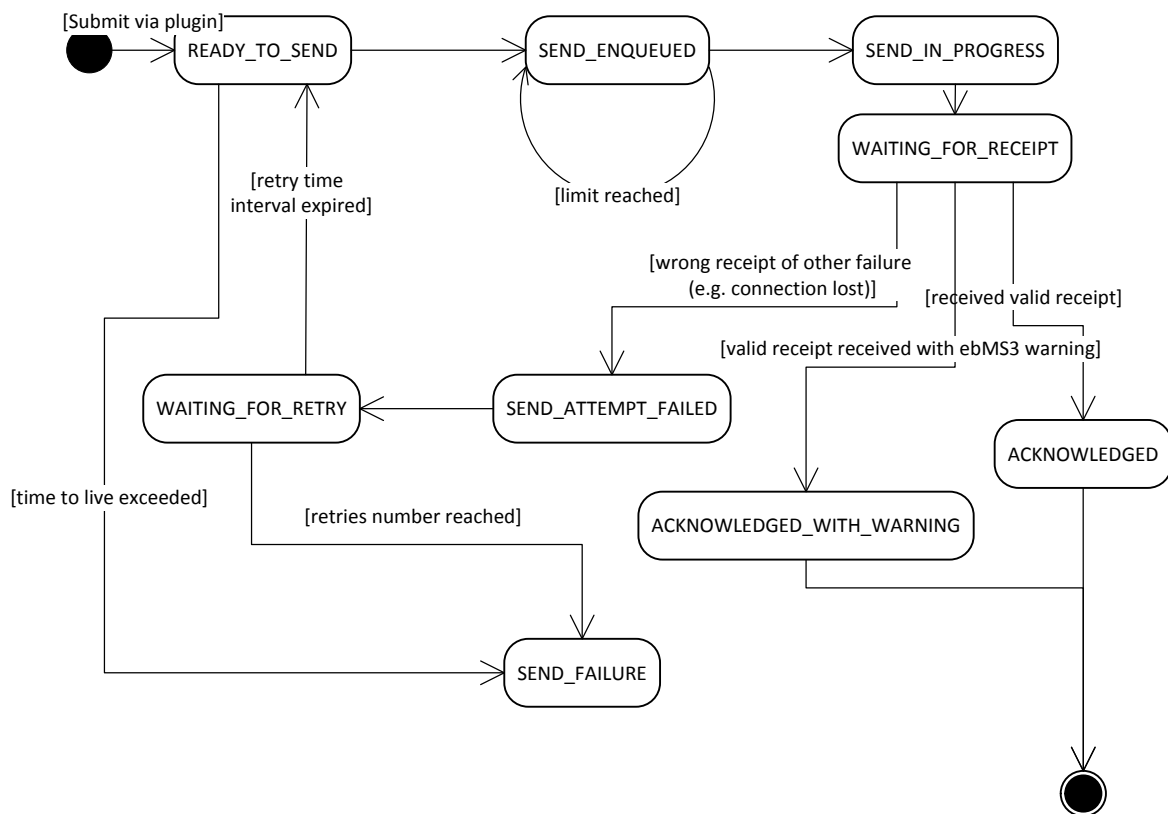 [Submit via plugin]
READY_TO_SEND
SEND_ENQUEUED
SEND_IN_PROGRESS
WAITING_FOR_RECEIPT
[retry time
interval expired]
[limit reached]
[wrong receipt of other failure
(e.g. connection lost)]
[received valid receipt]
[valid receipt received with ebMS3 warning]
WAITING_FOR_RETRY
SEND_ATTEMPT_FAILED
ACKNOWLEDGED
[time to live exceeded]
[retries number reached]
ACKNOWLEDGED_WITH_WARNING
SEND_FAILURE